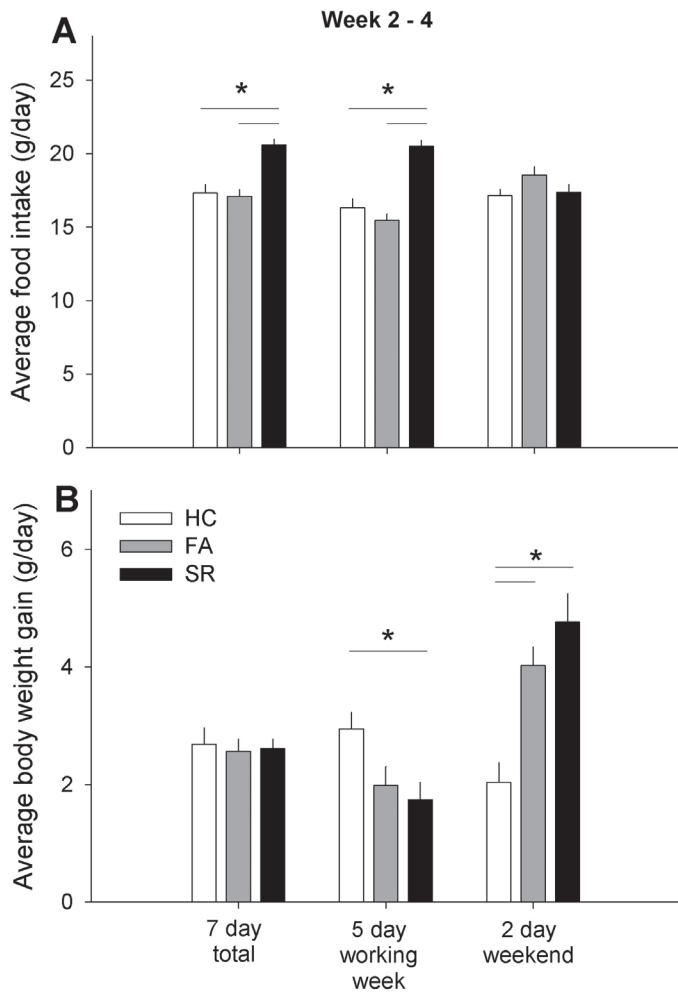 A
Week 2 - 4
Average food intake (g/day)
25
20
15
10
5
0
*
*
B
Average body weight gain (g/day)
6
4
2
0
HC
FA
SR
*
*
7 day
total
5 day
working
week
2 day
weekend